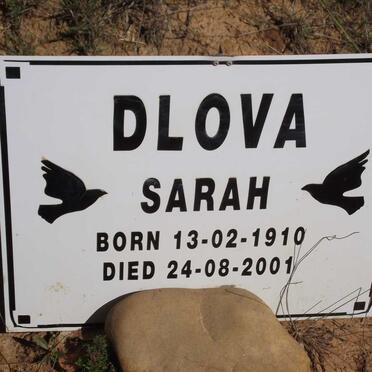 DLOVA
SARAH
BORN 13-02-1910
DIED 24-08-2001